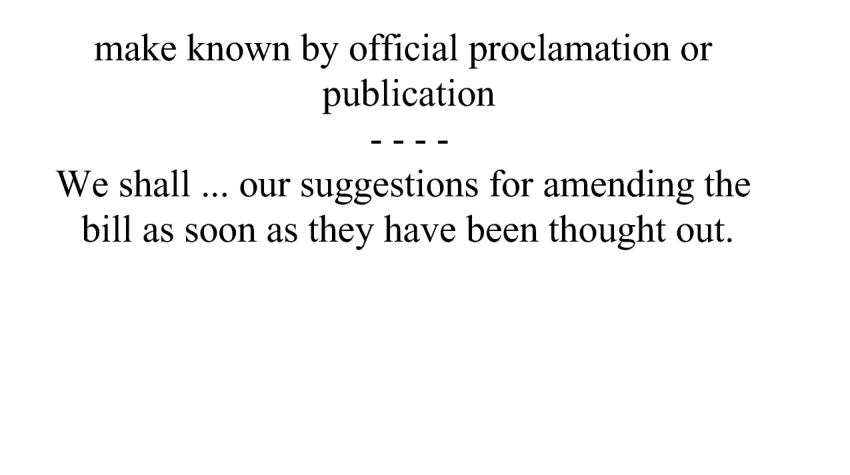 make known by official proclamation or
publication
- - - -
We shall ... our suggestions for amending the
bill as soon as they have been thought out.